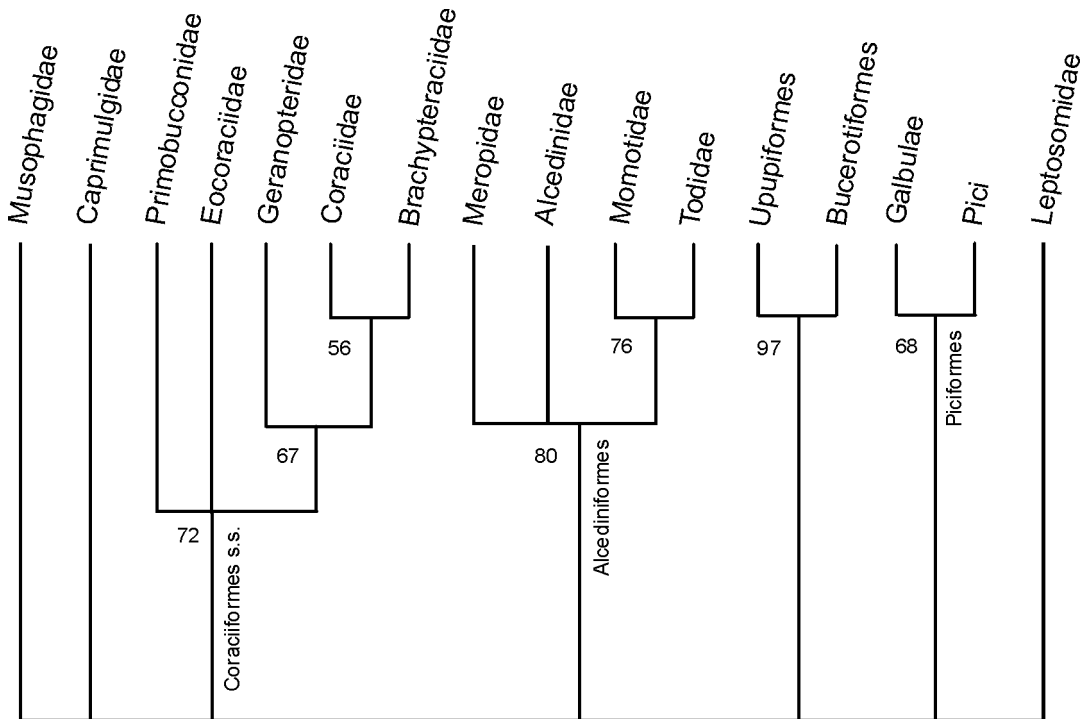 Musophagidae
Caprimulgidae
Primobucconidae
Eocoraciidae
Geranopteridae
Coraciidae
Brachypteraciidae
Meropidae
Alcedinidae
Momotidae
Todidae
Upupiformes
Bucerotiformes
Galbulae
Pici
Leptosomidae
56
76
97
68
Piciformes
67
80
Alcediniformes
72
Coraciiformes s.s.